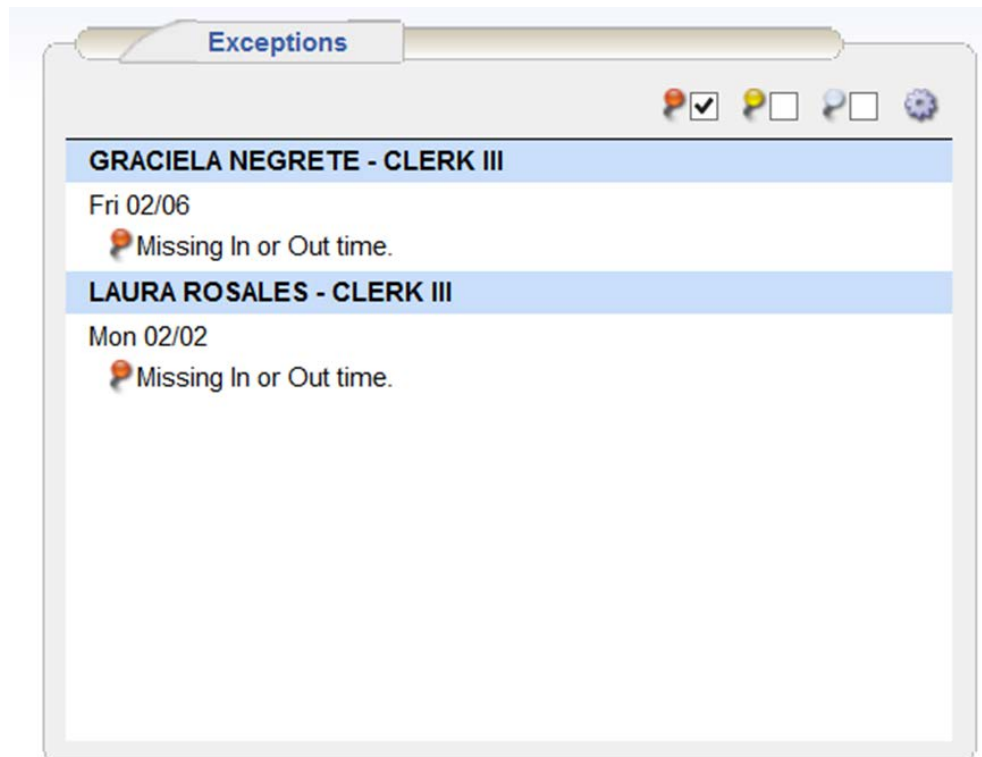 Exceptions
GRACIELA NEGRETE - CLERK III
Fri 02/06
Missing In or Out time.
LAURA ROSALES - CLERK III
Mon 02/02
Missing In or Out time.